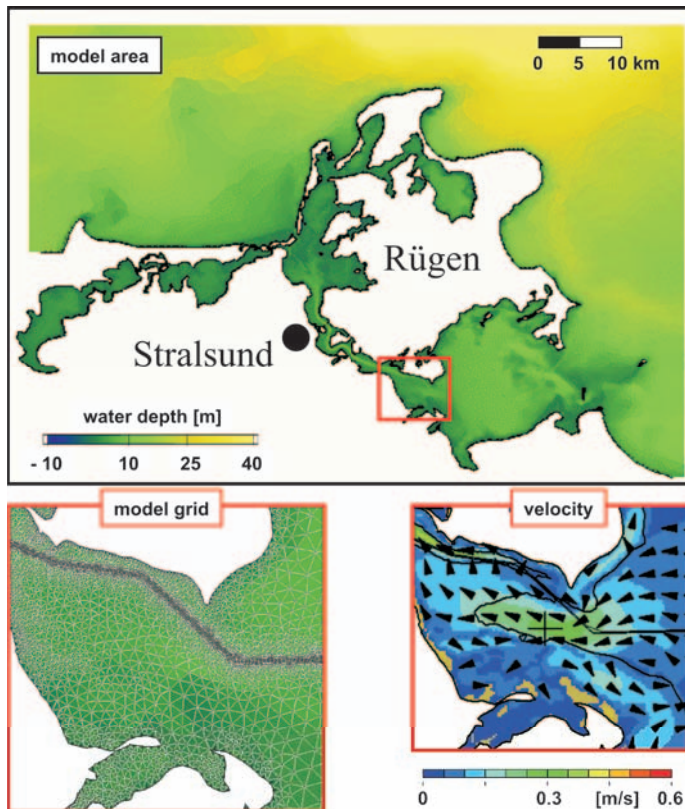 model area
0 5 10 km
Rügen
Stralsund
water depth [m]
- 10 10 25 40
model grid
velocity
0 0.3 [m/s] 0.6